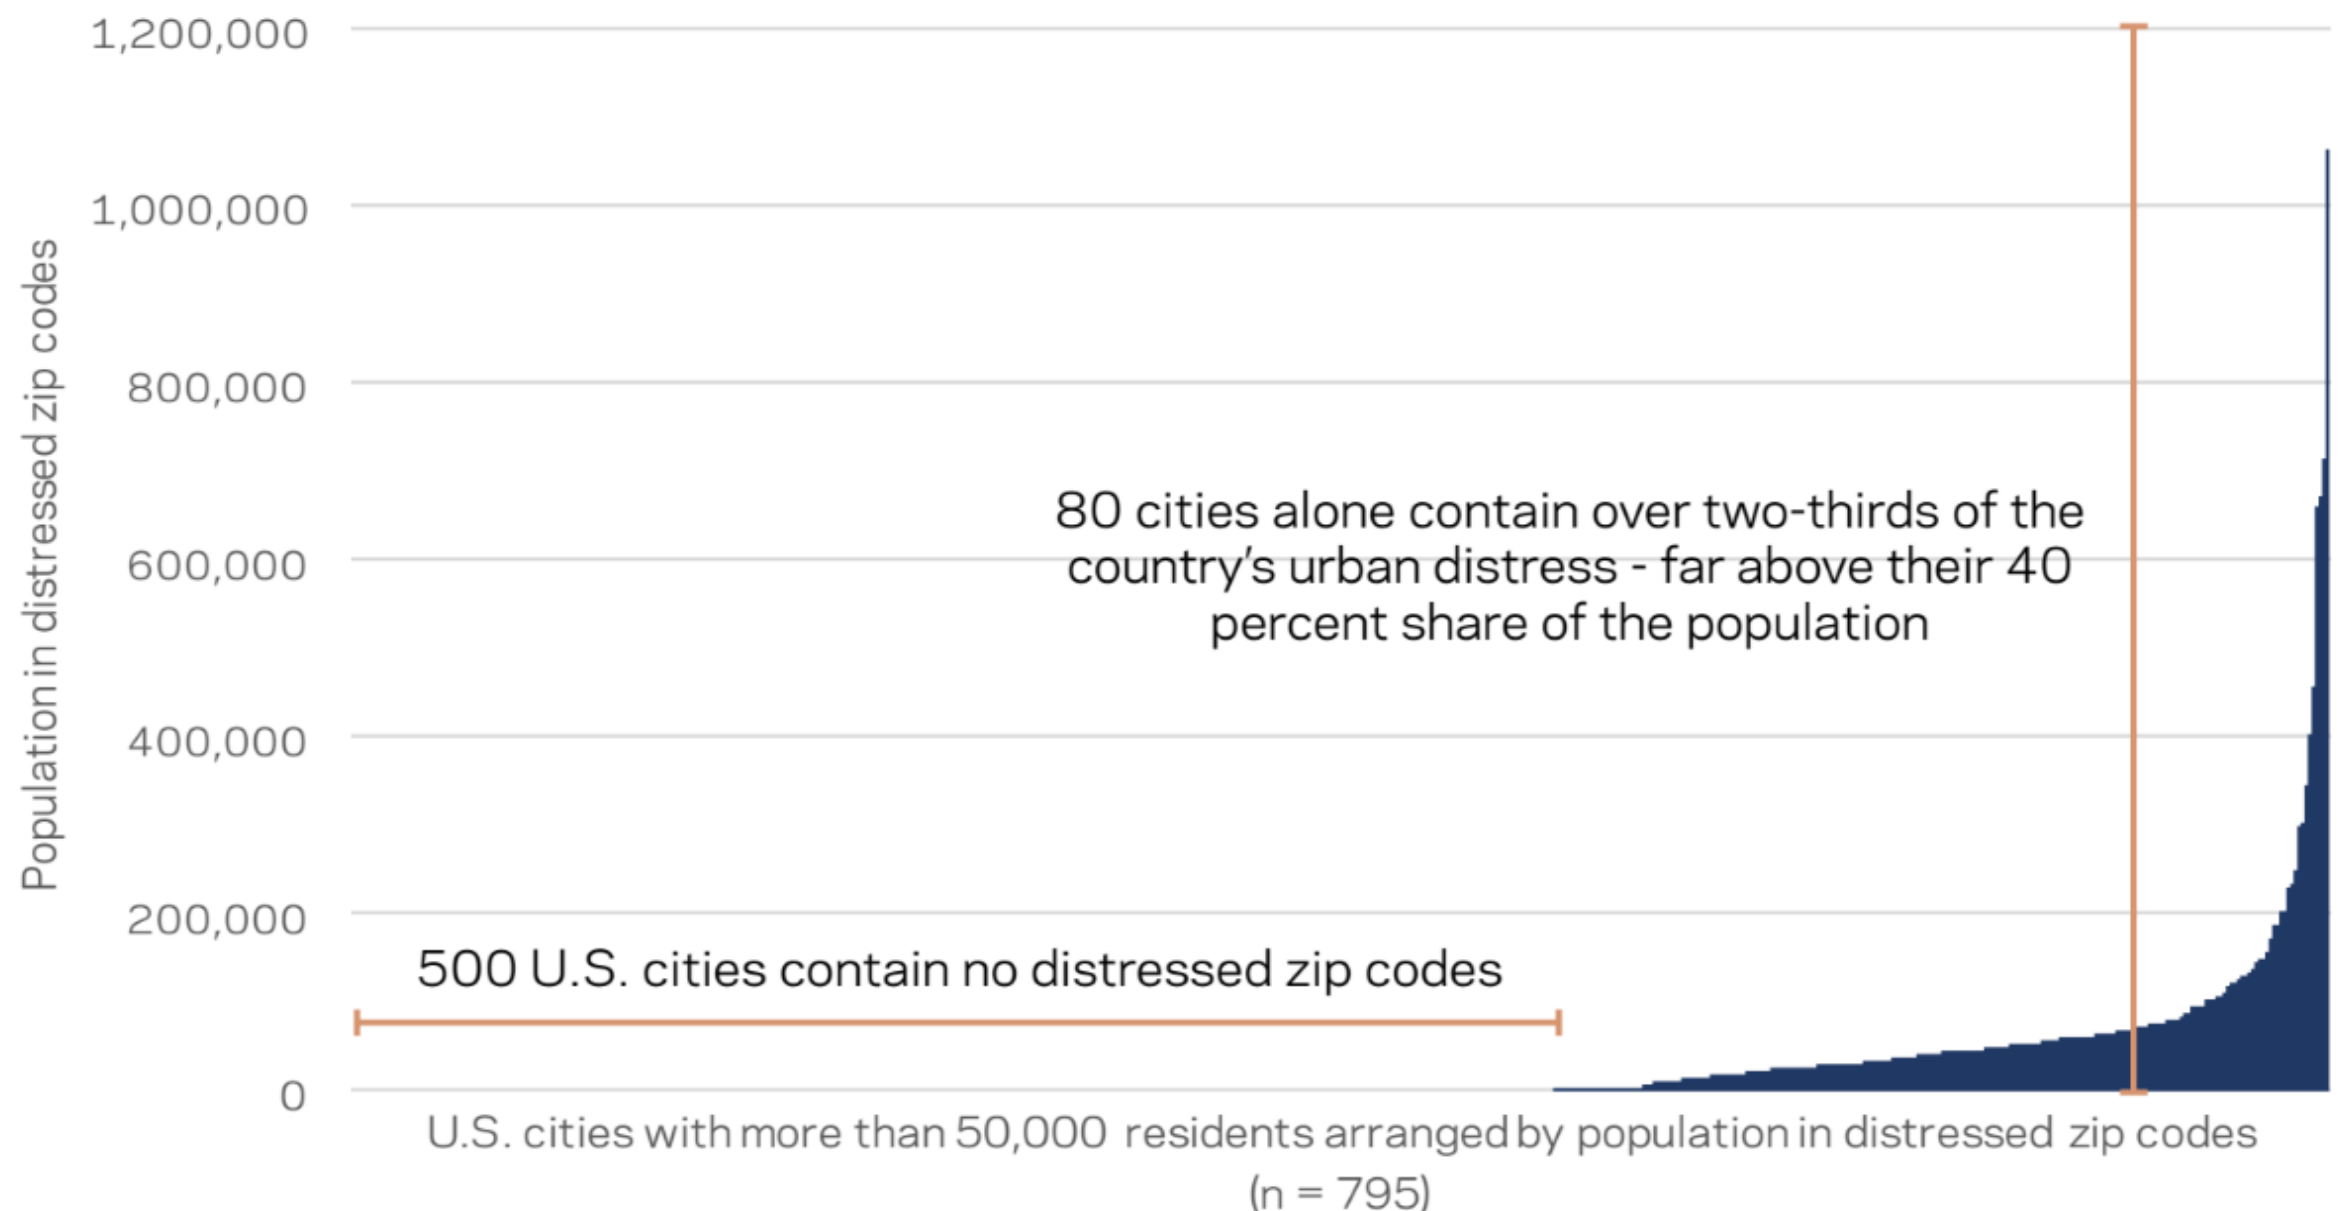 1,200,000
1,000,000
800,000
600,000
400,000
200,000
0
Population in distressed zip codes
80 cities alone contain over two-thirds of the
country's urban distress - far above their 40
percent share of the population
500 U.S. cities contain no distressed zip codes
U.S. cities with more than 50,000 residents arranged by population in distressed zip codes
(n = 795)